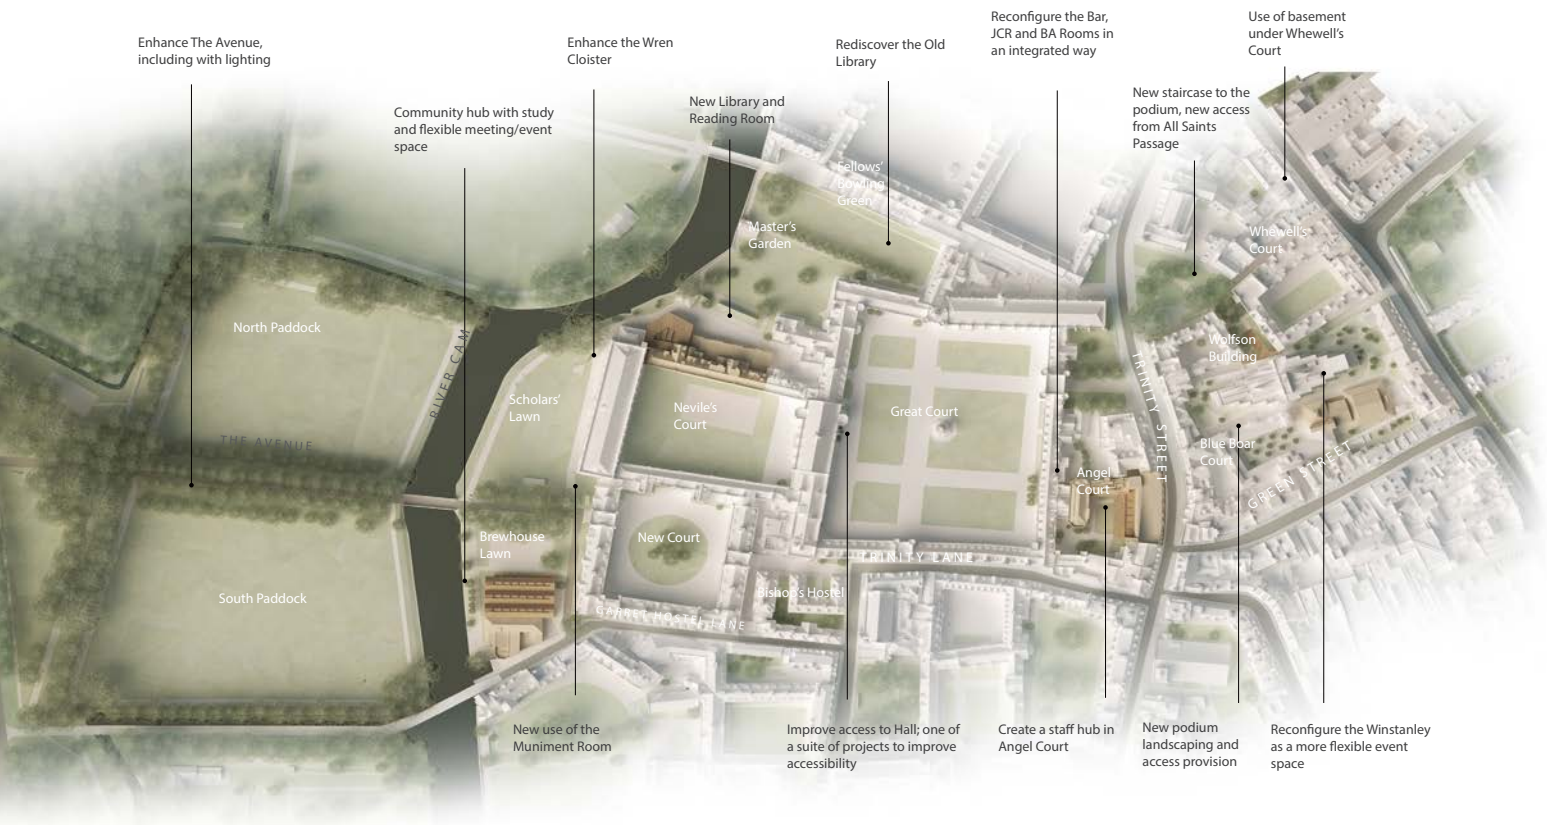 Enhance The Avenue,
including with lighting
Community hub with study
and flexible meeting/event
space
Enhance the Wren
Cloister
New Library and
Reading Room
Rediscover the Old
Library
Reconfigure the Bar,
JCR and BA Rooms in
an integrated way
New staircase to the
podium, new access
from All Saints
Passage
Use of basement
under Whewell's
Court
Fellows'
Bowling
Green
Master's
Garden
Whewell's
Court
North Paddock
RIVER CAM
Wolfson
Building
TRINITY STREET
Scholars'
Lawn
Nevile's
Court
Great Court
THE AVENUE
Blue Boar
Court
GREEN STREET
Angel
Court
Brewhouse
Lawn
New Court
TRINITY LANE
South Paddock
Bishop's Hostel
GARRET HOSTEL LANE
New use of the
Muniment Room
Improve access to Hall; one of
a suite of projects to improve
accessibility
Create a staff hub in
Angel Court
New podium
landscaping and
access provision
Reconfigure the Winstanley
as a more flexible event
space